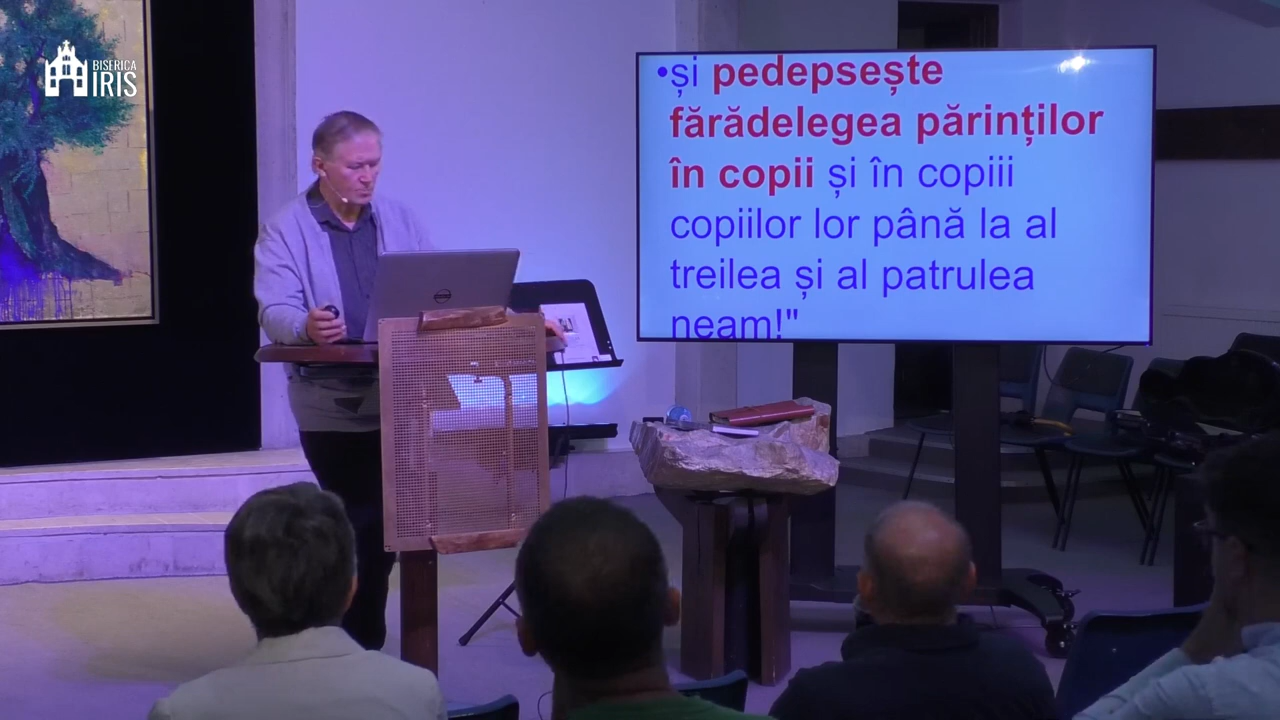 BISERICA
IRIS
•și pedepsește
fărădelegea părinților
în copii și în copiii
copiilor lor până la al
treilea și al patrulea
neam!"